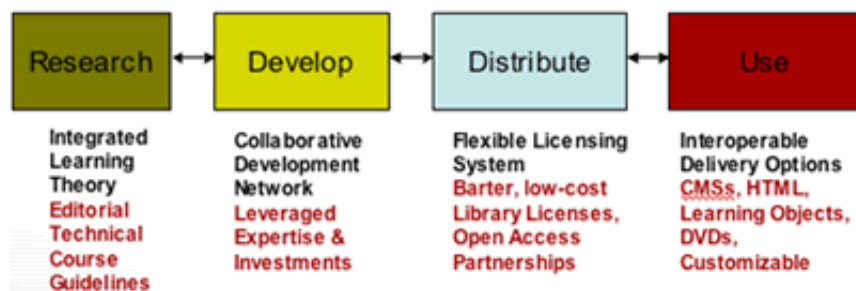 Research
Develop
Distribute
Use
Integrated
Learning
Theory
Editorial
Technical
Course
Guidelines
Collaborative
Development
Network
Leveraged
Expertise &
Investments
Flexible Licensing
System
Barter, low-cost
Library Licenses,
Open Access
Partnerships
Interoperable
Delivery Options
CMSs, HTML,
Learning Objects,
DVDs,
Customizable